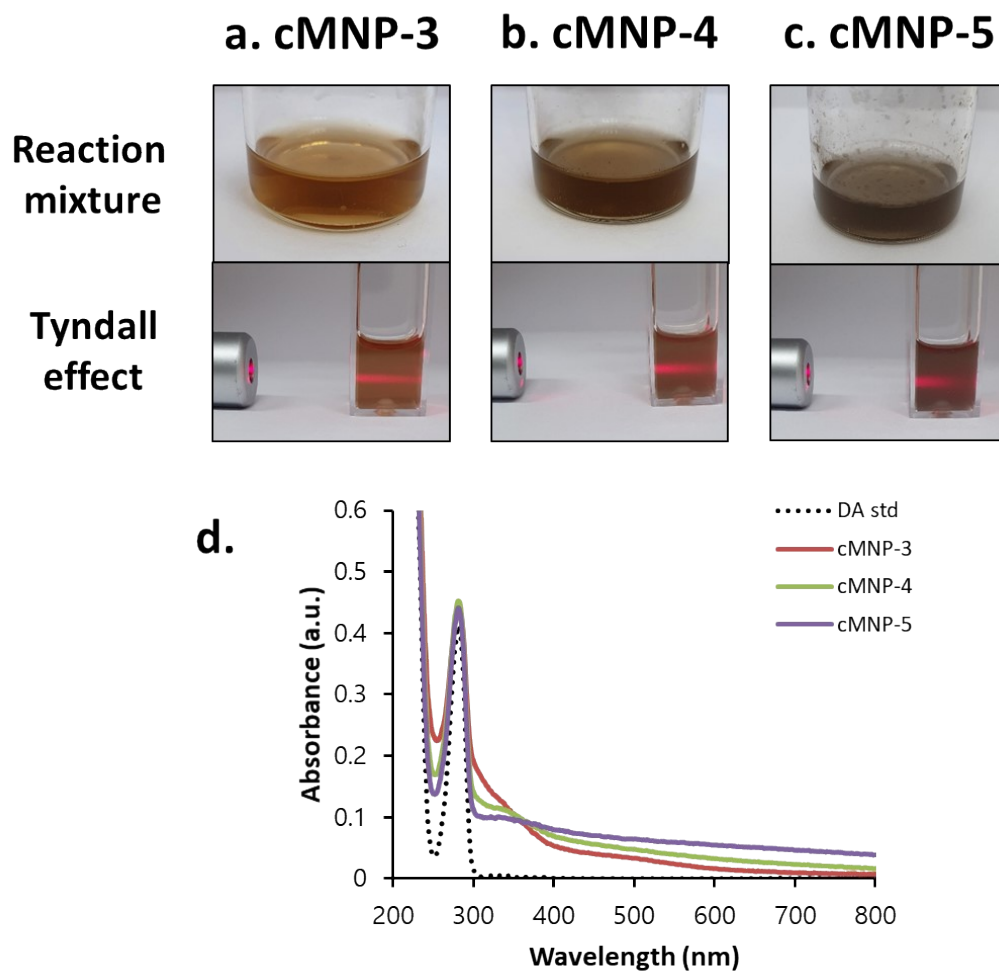 a. cMNP-3
b. cMNP-4
c. cMNP-5
Reaction
mixture
Tyndall
effect
d.
0.6
0.5
0.4
0.3
0.2
0.1
0
Absorbance (a.u.)
200
300
400
500
600
700
800
Wavelength (nm)
DA std
cMNP-3
cMNP-4
cMNP-5